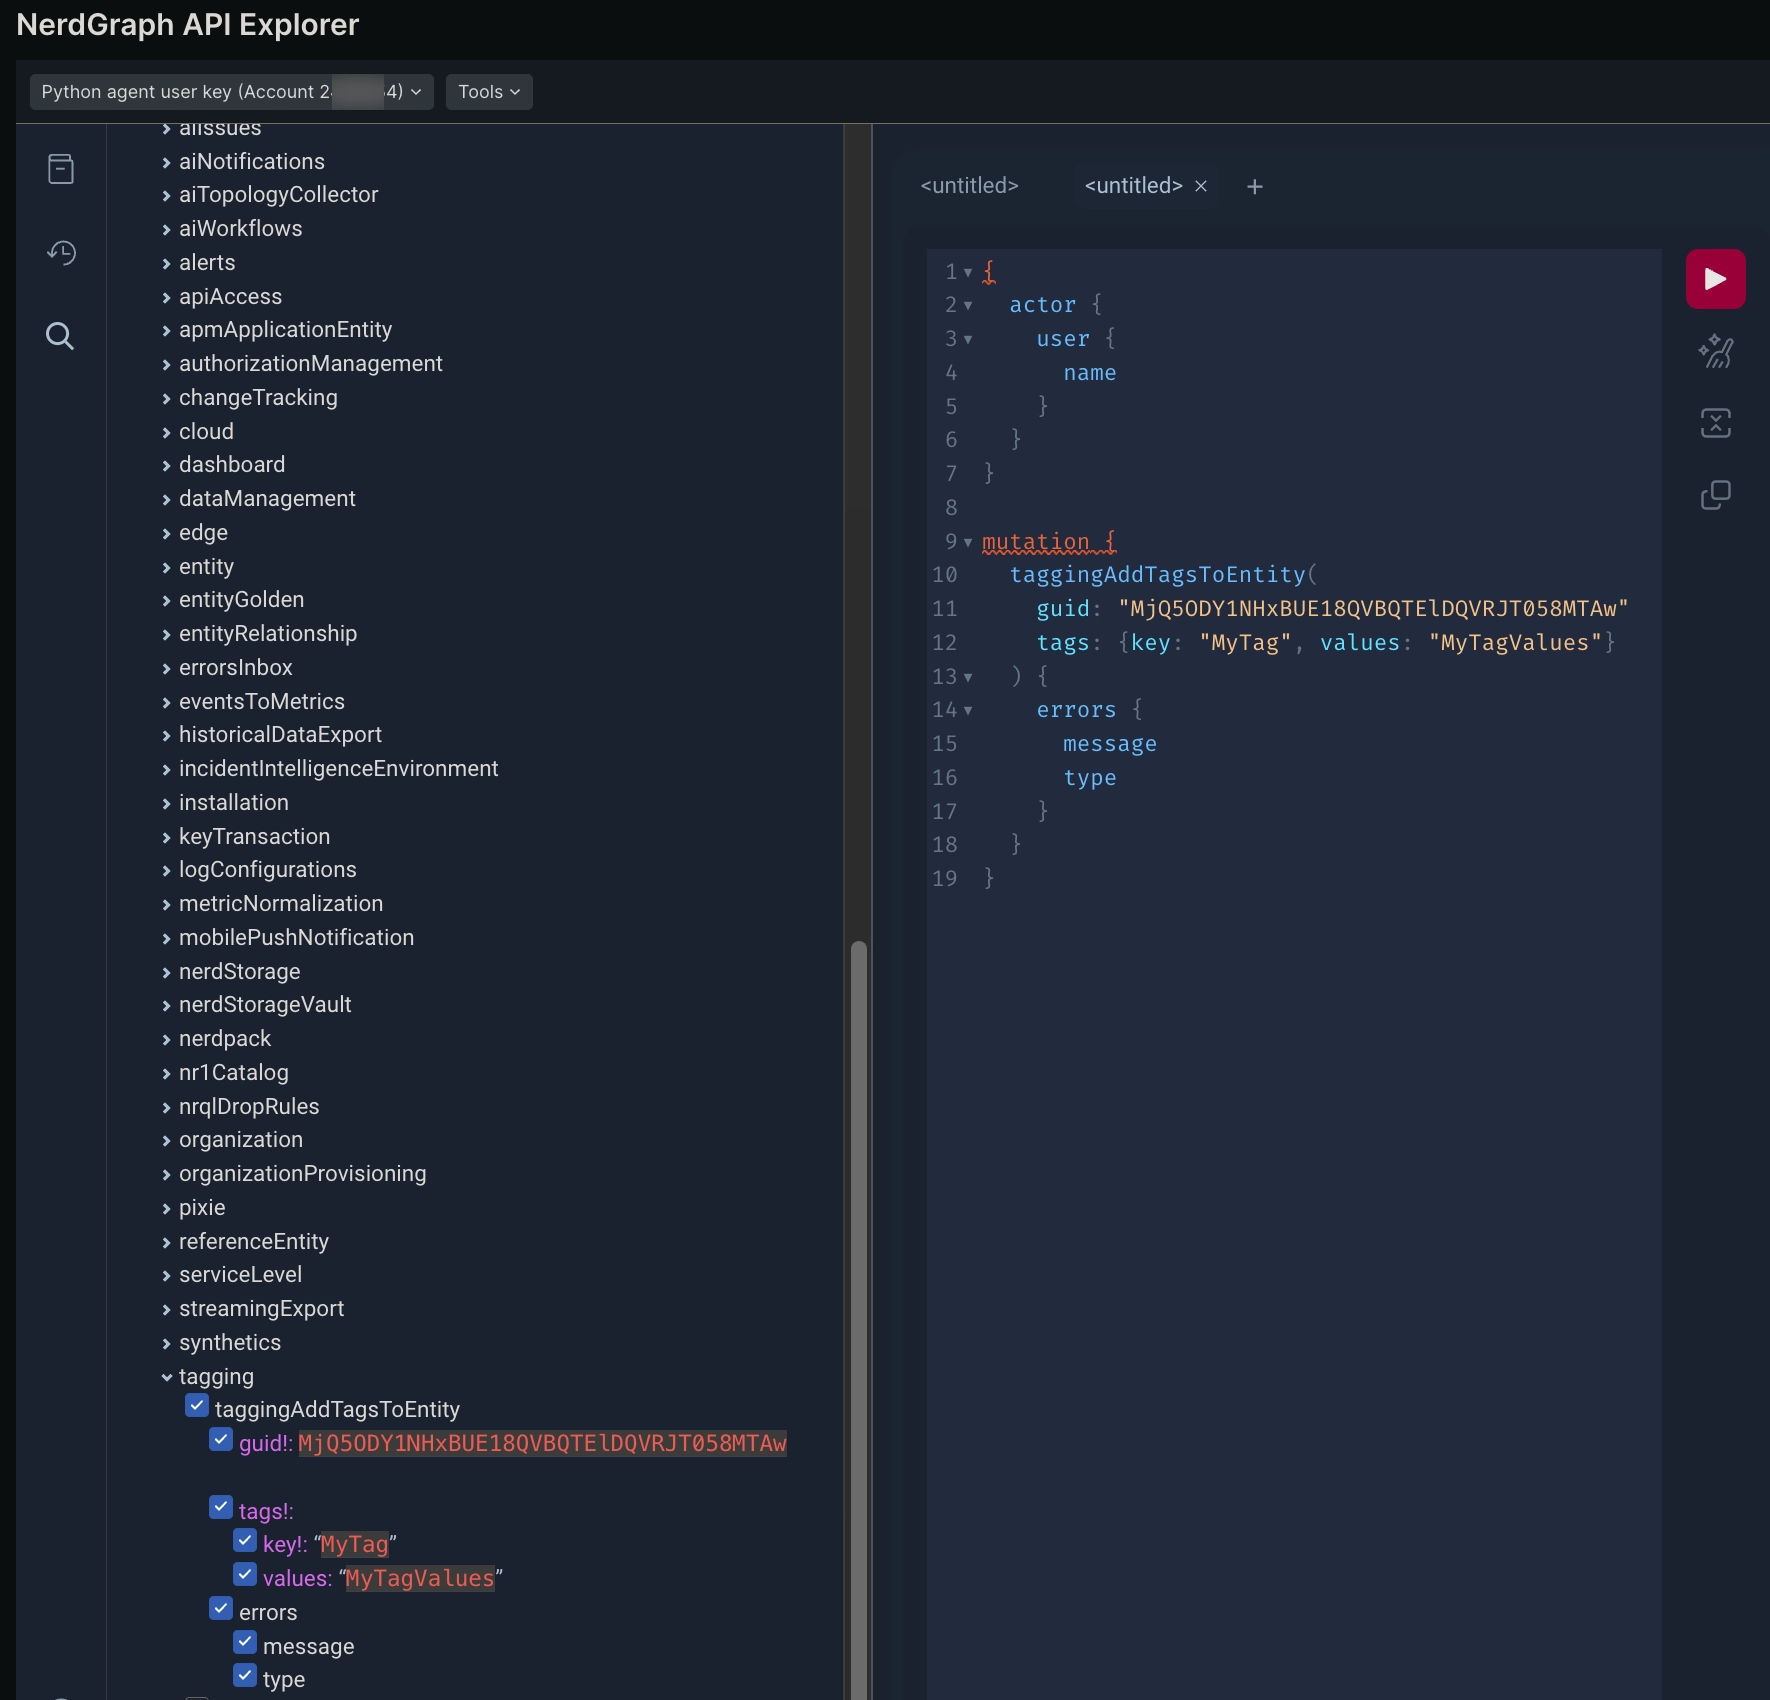 NerdGraph API Explorer
Python agent user key (Account 2 4)
Tools
aiIssues
aiNotifications
aiTopologyCollector
aiWorkflows
alerts
apiAccess
apmApplicationEntity
authorizationManagement
changeTracking
cloud
dashboard
dataManagement
edge
entity
entityGolden
entityRelationship
errorsInbox
eventsToMetrics
historicalDataExport
incidentIntelligenceEnvironment
installation
keyTransaction
logConfigurations
metricNormalization
mobilePushNotification
nerdStorage
nerdStorageVault
nerdpack
nr1Catalog
nrqlDropRules
organization
organizationProvisioning
pixie
referenceEntity
serviceLevel
streamingExport
synthetics
tagging
taggingAddTagsToEntity
guid!: MjQ5ODY1NHxBUE18QVBQTElDQVRJT058MTAw
tags!:
key!: “MyTag”
values: “MyTagValues”
errors
message
type
<untitled>
<untitled> × +
1 {
2 actor {
3 user {
4 name
5 }
6 }
7 }
8
9 mutation {
10 taggingAddTagsToEntity(
11 guid: "MjQ5ODY1NHxBUE18QVBQTElDQVRJT058MTAw"
12 tags: {key: "MyTag", values: "MyTagValues"}
13 ) {
14 errors {
15 message
16 type
17 }
18 }
19 }